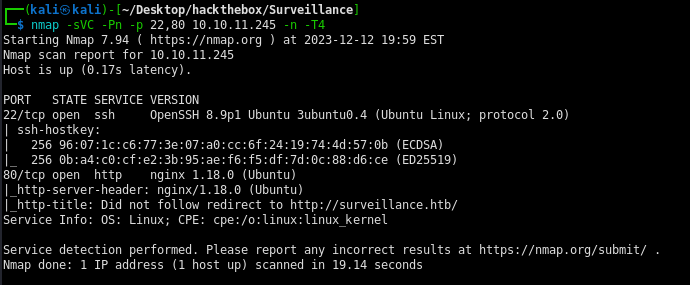 ┌──(kali㉿kali)-[~/Desktop/hackthebox/Surveillance]
└─$ nmap -sVC -Pn -p 22,80 10.10.11.245 -n -T4
Starting Nmap 7.94 ( https://nmap.org ) at 2023-12-12 19:59 EST
Nmap scan report for 10.10.11.245
Host is up (0.17s latency).

PORT   STATE SERVICE VERSION
22/tcp open  ssh     OpenSSH 8.9p1 Ubuntu 3ubuntu0.4 (Ubuntu Linux; protocol 2.0)
| ssh-hostkey:
|   256 96:07:1c:c6:77:3e:07:a0:cc:6f:24:19:74:4d:57:0b (ECDSA)
|_  256 0b:a4:c0:cf:e2:3b:95:ae:f6:f5:df:7d:0c:88:d6:ce (ED25519)
80/tcp open  http    nginx 1.18.0 (Ubuntu)
|_http-server-header: nginx/1.18.0 (Ubuntu)
|_http-title: Did not follow redirect to http://surveillance.htb/
Service Info: OS: Linux; CPE: cpe:/o:linux:linux_kernel

Service detection performed. Please report any incorrect results at https://nmap.org/submit/ .
Nmap done: 1 IP address (1 host up) scanned in 19.14 seconds